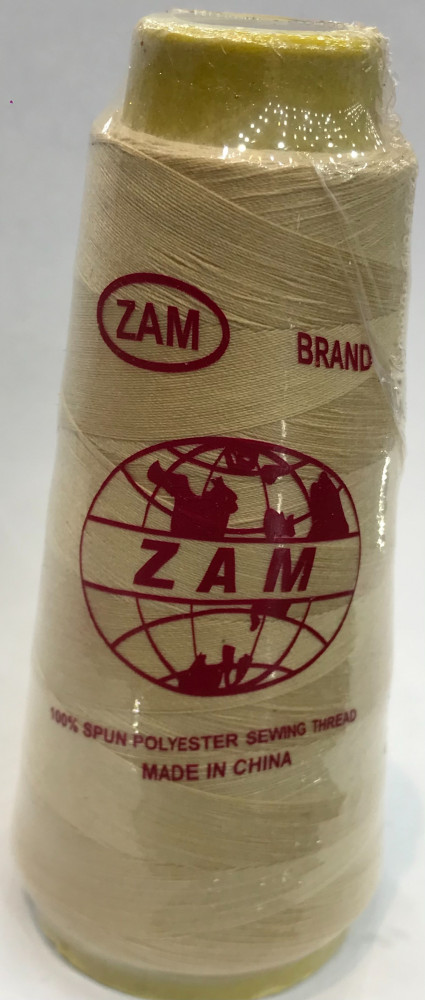 ZAM BRAND
ZAM
100% SPUN POLYESTER SEWING THREAD
MADE IN CHINA